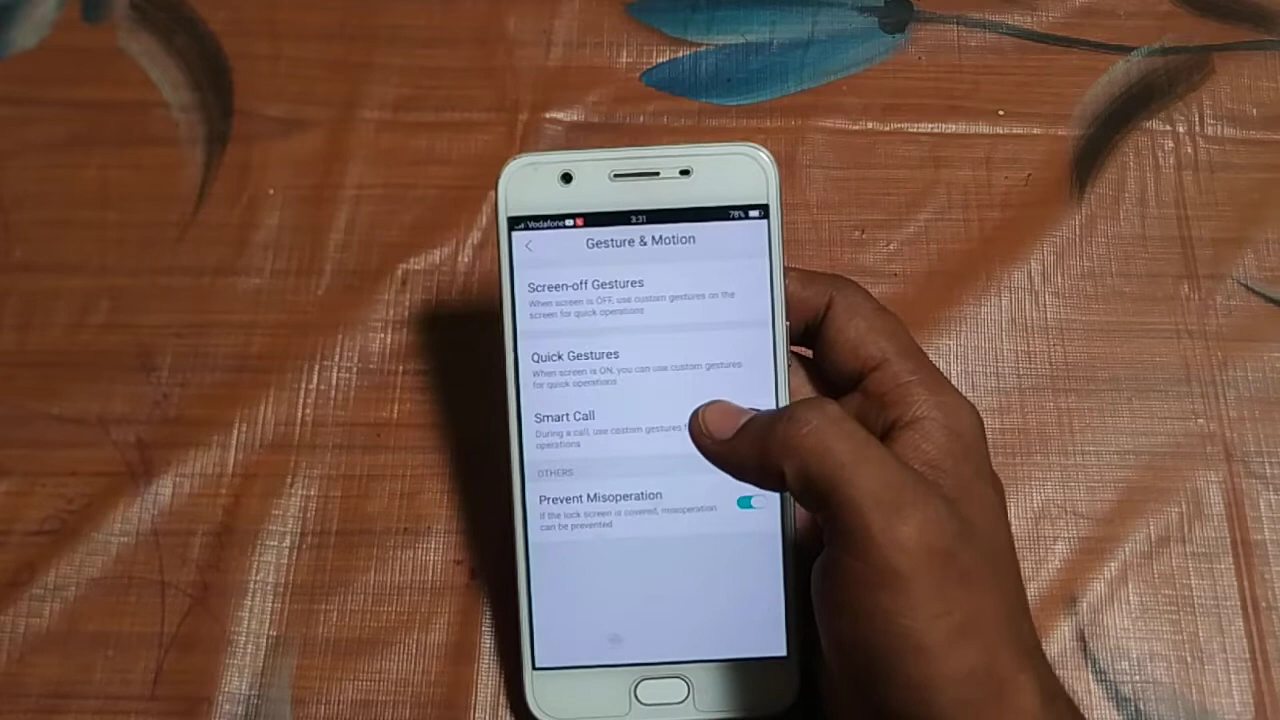 Vodafone 3:31 78%
Gesture & Motion
Screen-off Gestures
When screen is OFF, use custom gestures on the
screen for quick operations
Quick Gestures
When screen is ON, you can use custom gestures
for quick operations
Smart Call
During a call, use custom gestures
operations
OTHERS
Prevent Misoperation
If the lock screen is covered, misoperation
can be prevented